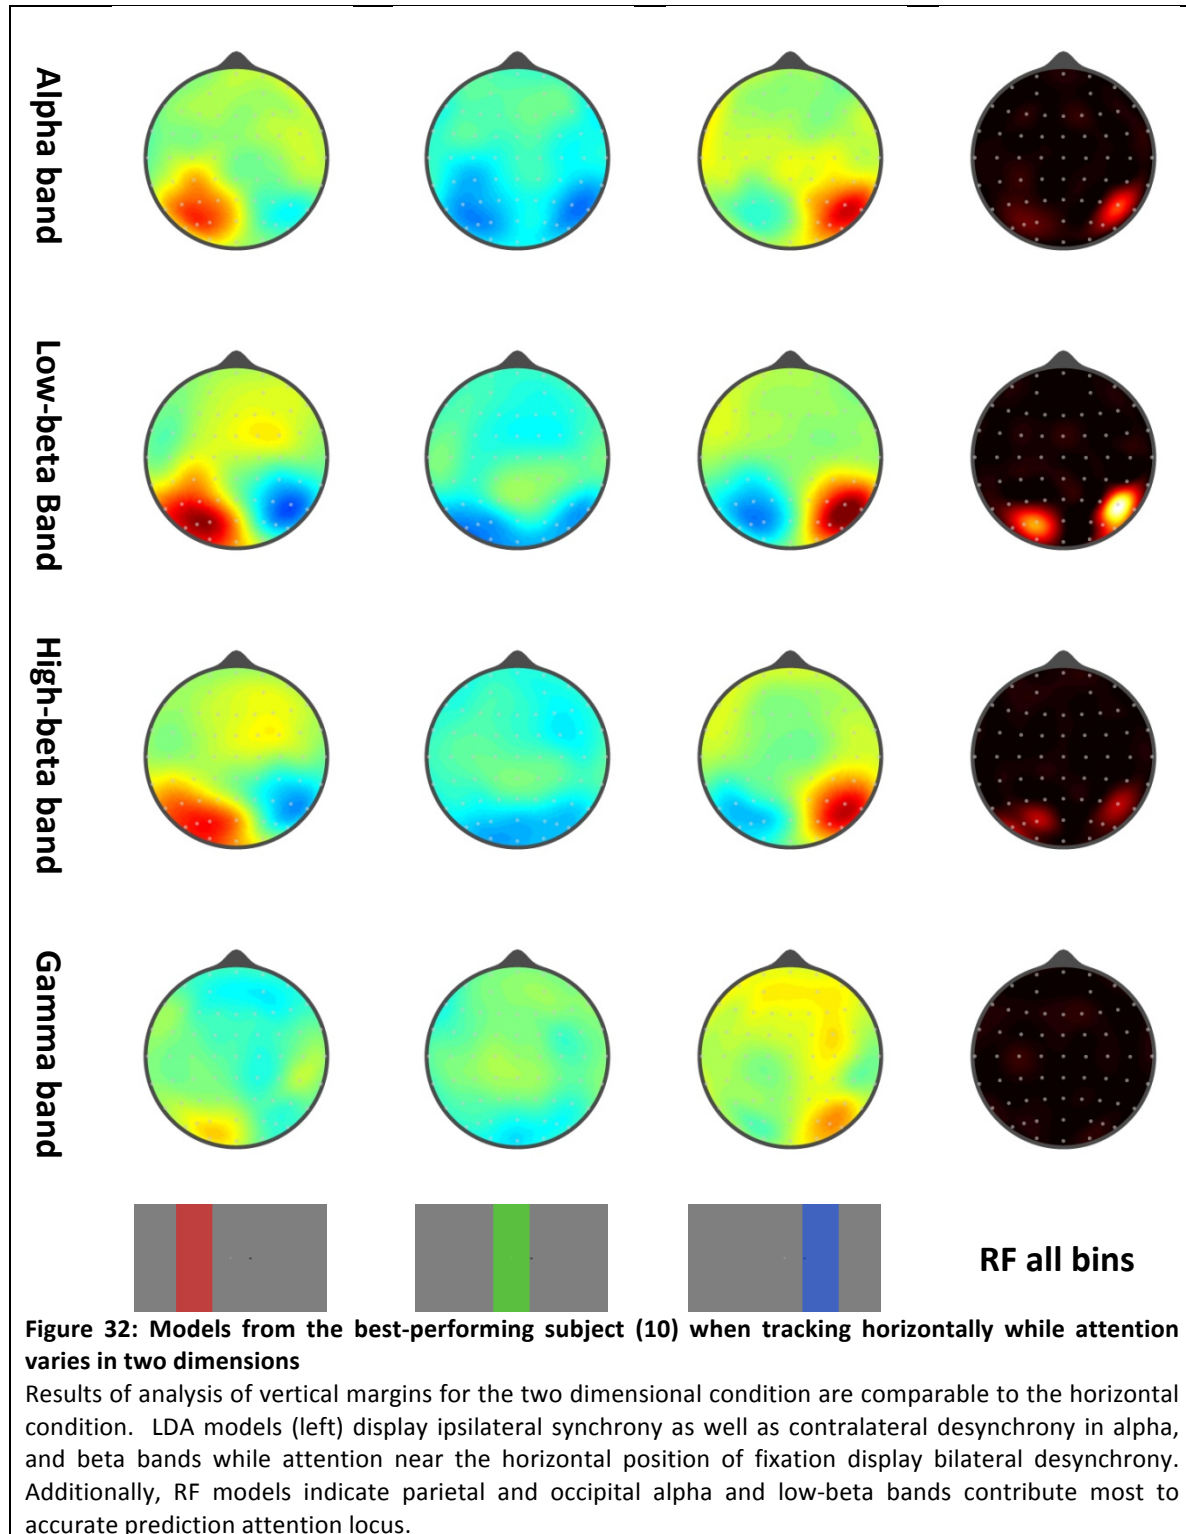 Alpha band
Low-beta Band
High-beta band
Gamma band
RF all bins
Figure 32: Models from the best-performing subject (10) when tracking horizontally while attention
varies in two dimensions
Results of analysis of vertical margins for the two dimensional condition are comparable to the horizontal
condition. LDA models (left) display ipsilateral synchrony as well as contralateral desynchrony in alpha,
and beta bands while attention near the horizontal position of fixation display bilateral desynchrony.
Additionally, RF models indicate parietal and occipital alpha and low-beta bands contribute most to
accurate prediction attention locus.